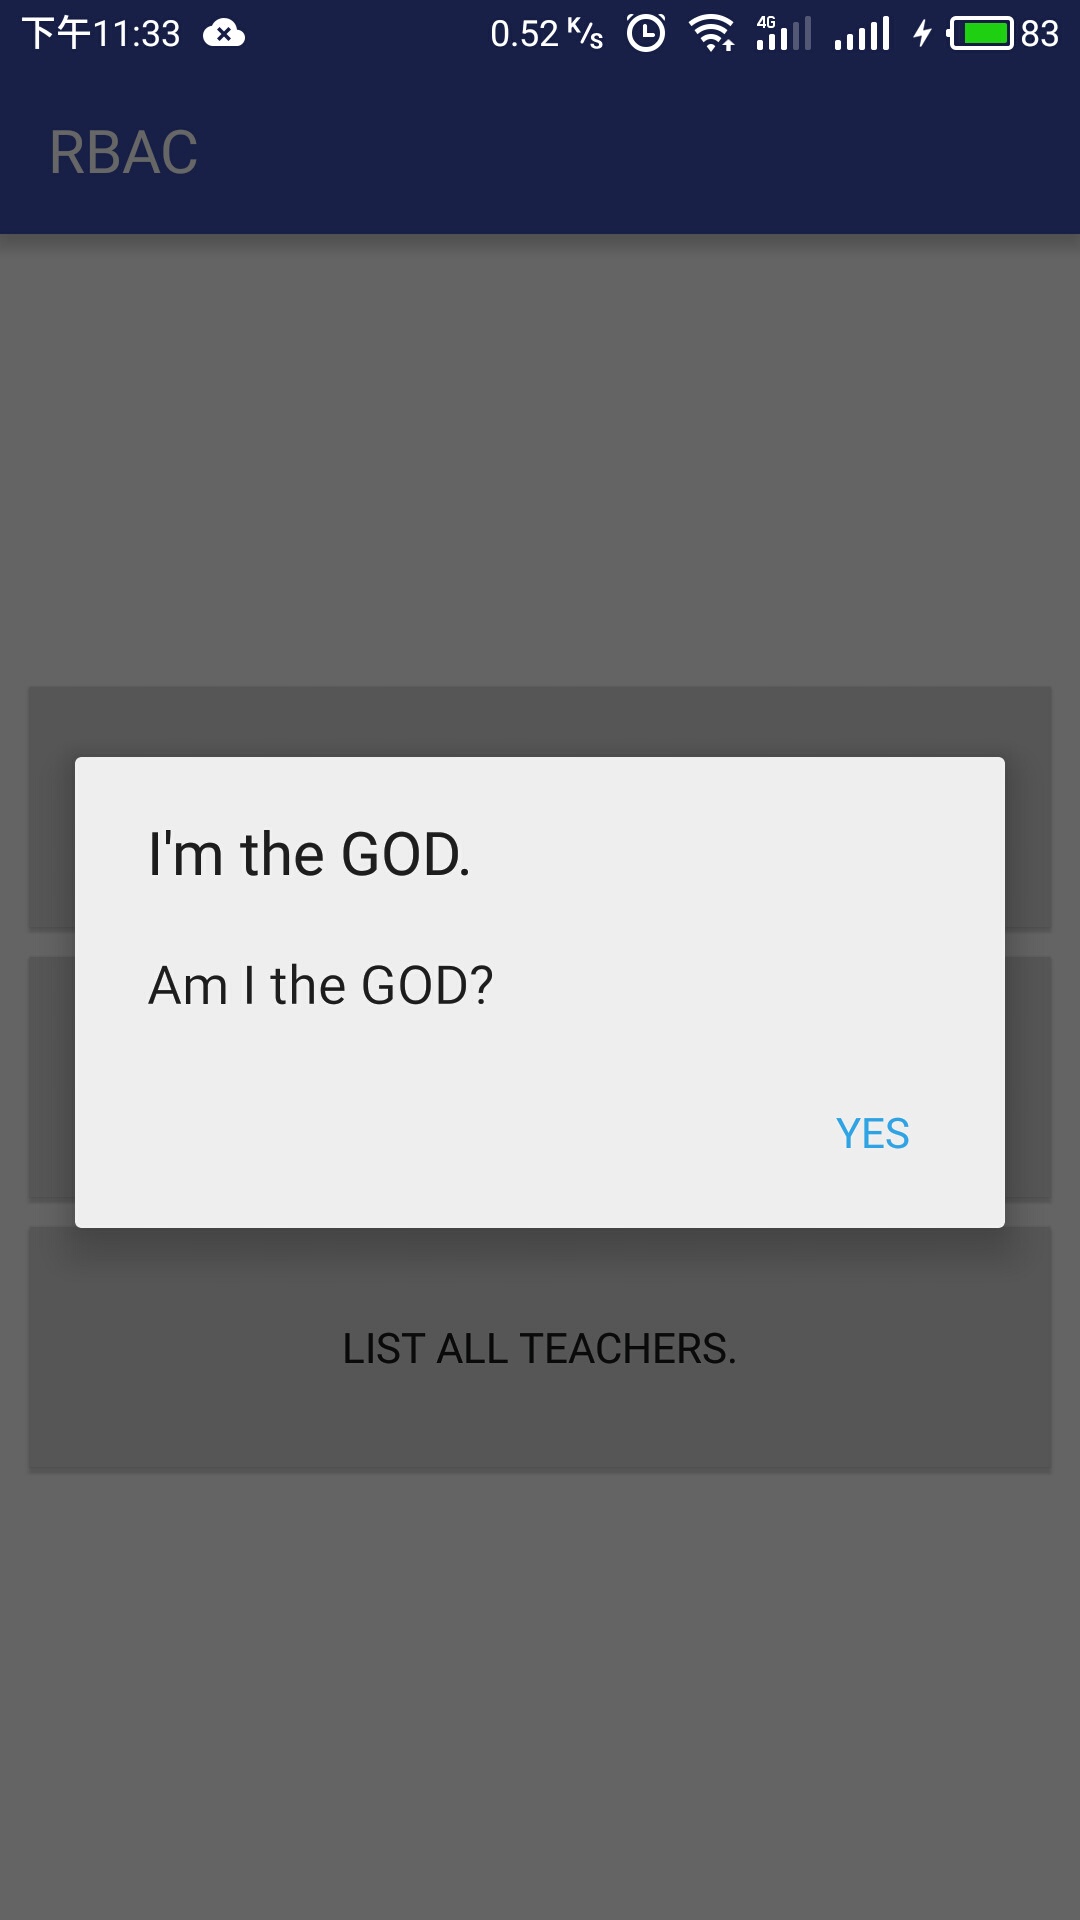 下午11:33 0.52 K/s 4G 83
RBAC
I'm the GOD.
Am I the GOD?
YES
LIST ALL TEACHERS.